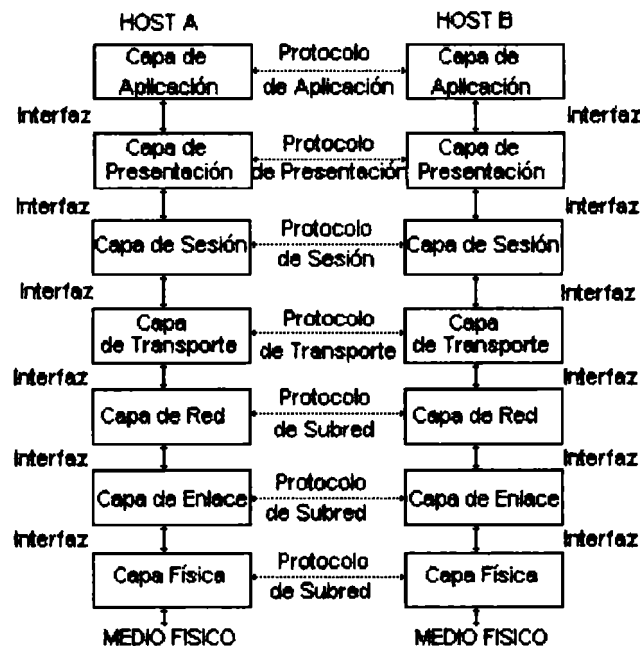 HOST A
HOST B
Capa de
Aplicación
Protocolo
de Aplicación
Capa de
Aplicación
Interfaz
Interfaz
Capa de
Presentación
Protocolo
de Presentación
Capa de
Presentación
Interfaz
Interfaz
Capa de Sesión
Protocolo
de Sesión
Capa de Sesión
Interfaz
Interfaz
Capa
de Transporte
Protocolo
de Transporte
Capa
de Transporte
Interfaz
Interfaz
Capa de Red
Protocolo
de Subred
Capa de Red
Interfaz
Interfaz
Capa de Enlace
Protocolo
de Subred
Capa de Enlace
Interfaz
Interfaz
Capa Física
Protocolo
de Subred
Capa Física
MEDIO FISICO
MEDIO FISICO